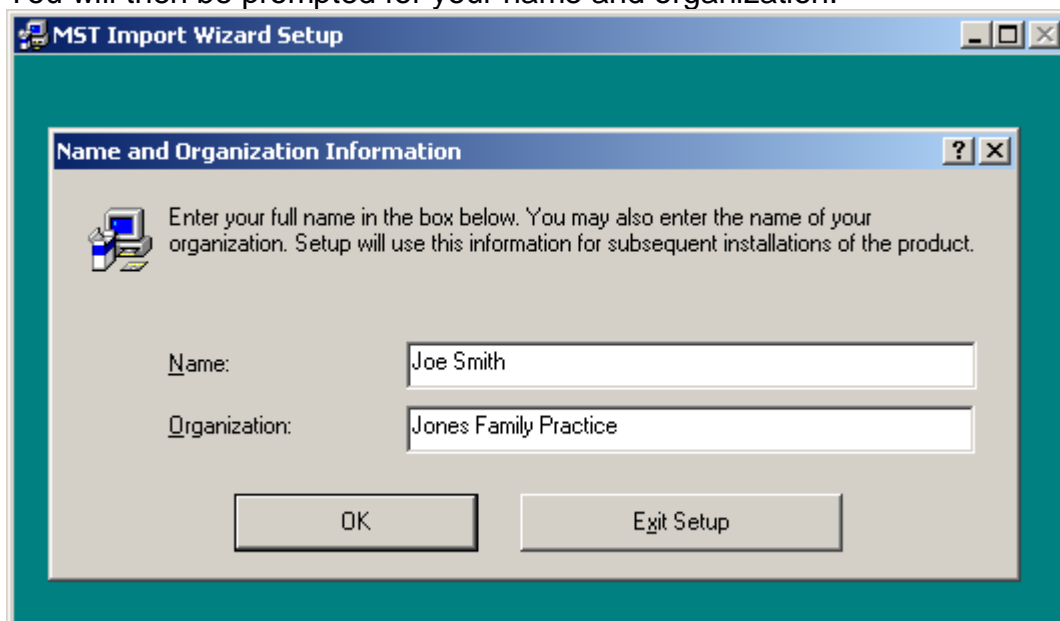 You will then be prompted for your name and organization.
MST Import Wizard Setup
Name and Organization Information
Enter your full name in the box below. You may also enter the name of your
organization. Setup will use this information for subsequent installations of the product.
Name:
Joe Smith
Organization:
Jones Family Practice
OK
Exit Setup